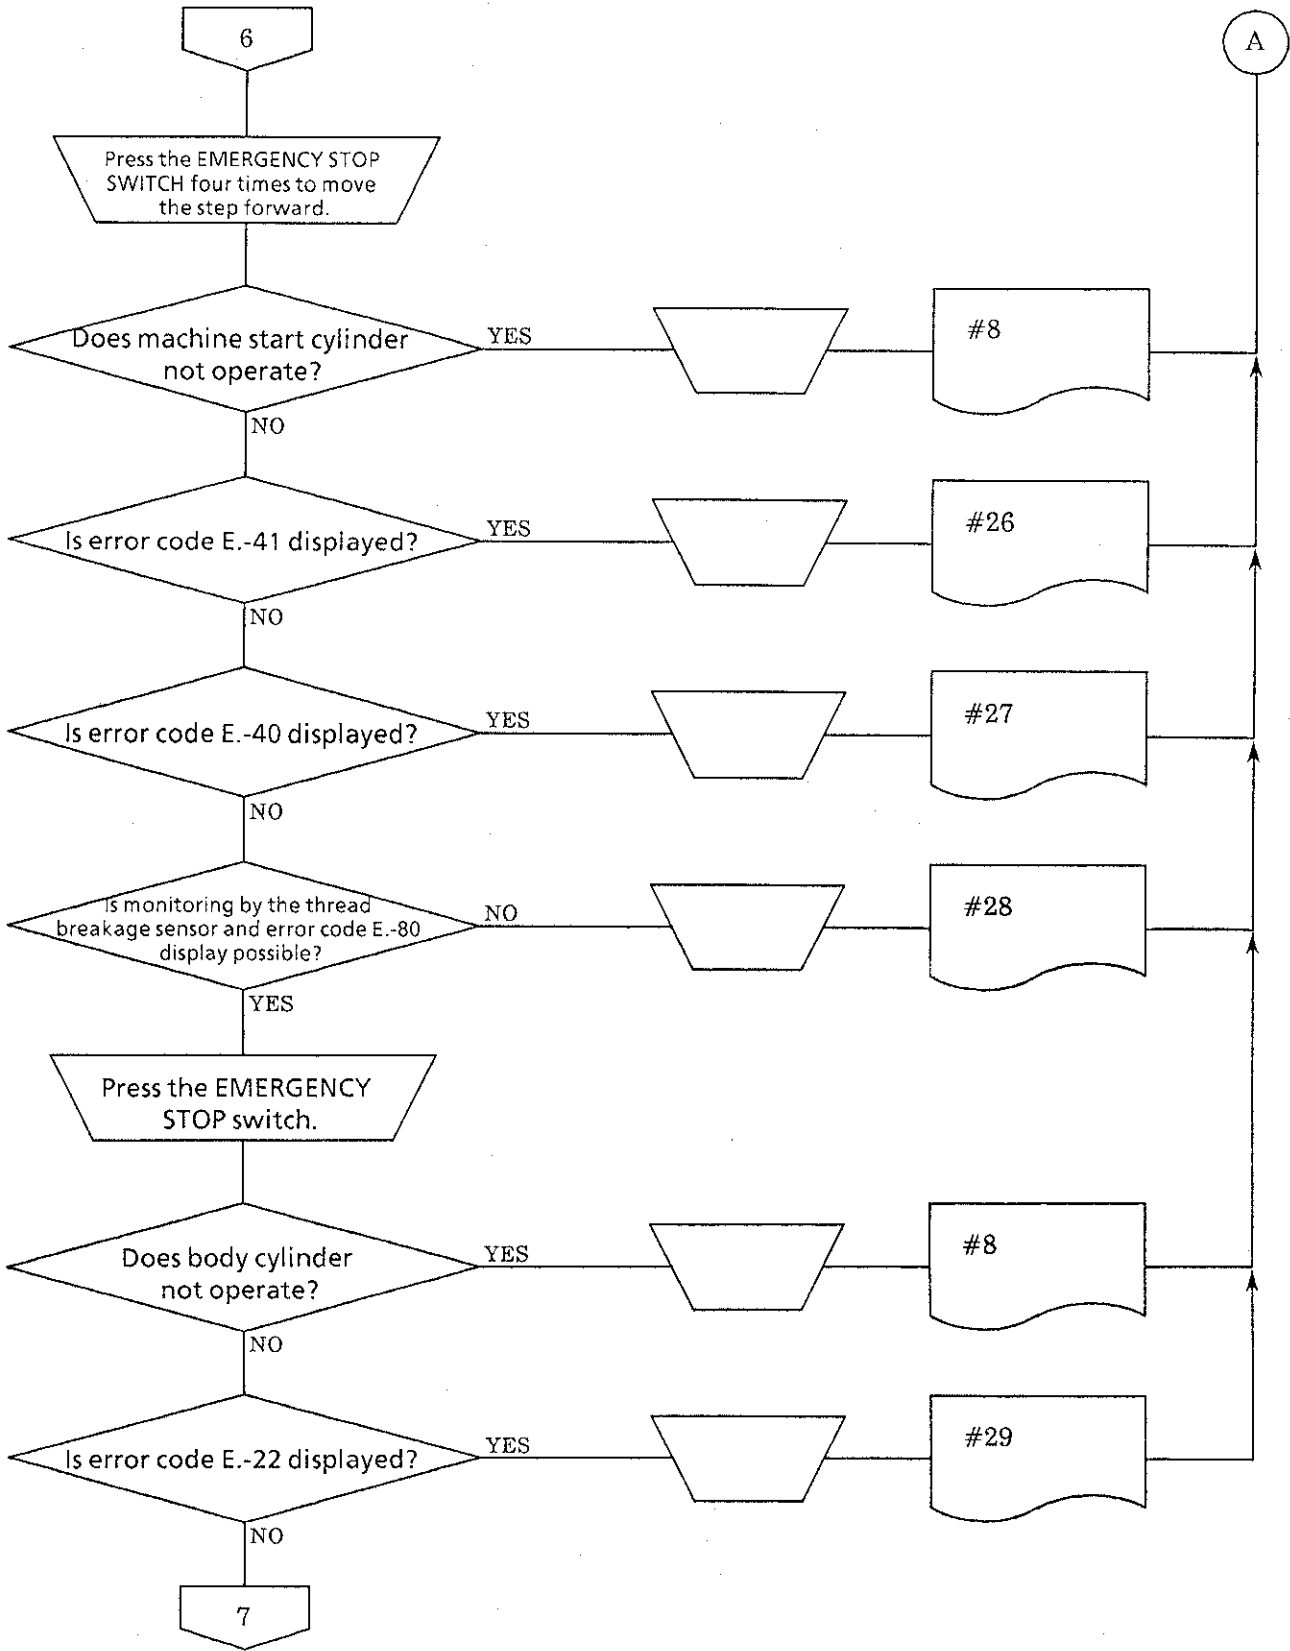 6
A
Press the EMERGENCY STOP
SWITCH four times to move
the step forward.
Does machine start cylinder
not operate?
YES
#8
NO
Is error code E.-41 displayed?
YES
#26
NO
Is error code E.-40 displayed?
YES
#27
NO
Is monitoring by the thread
breakage sensor and error code E.-80
display possible?
NO
#28
YES
Press the EMERGENCY
STOP switch.
Does body cylinder
not operate?
YES
#8
NO
Is error code E.-22 displayed?
YES
#29
NO
7